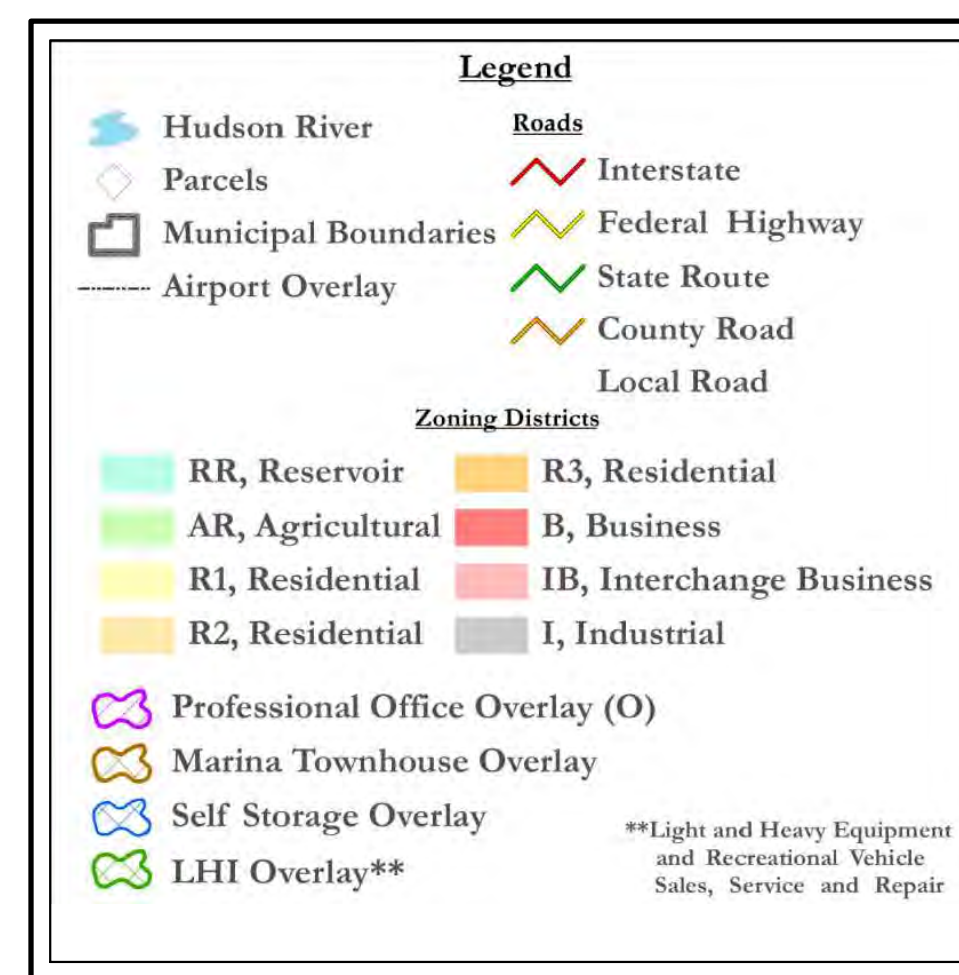 Legend
Hudson River
Parcels
Municipal Boundaries
Airport Overlay
Roads
Interstate
Federal Highway
State Route
County Road
Local Road
Zoning Districts
RR, Reservoir
AR, Agricultural
R1, Residential
R2, Residential
R3, Residential
B, Business
IB, Interchange Business
I, Industrial
Professional Office Overlay (O)
Marina Townhouse Overlay
Self Storage Overlay
LHI Overlay**
**Light and Heavy Equipment
and Recreational Vehicle
Sales, Service and Repair